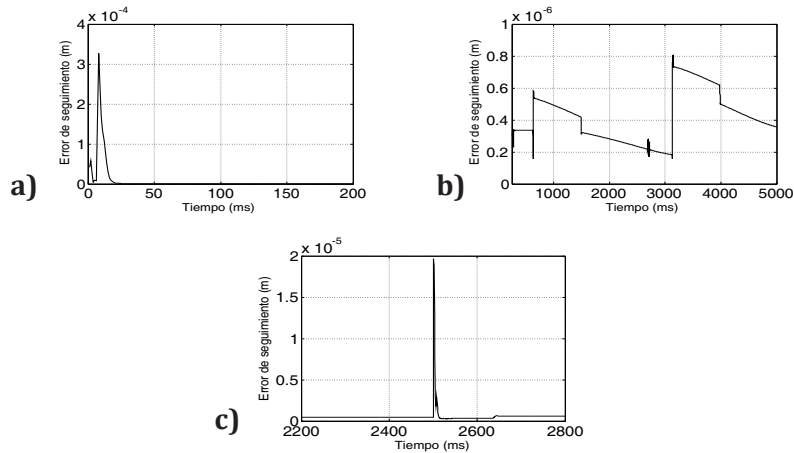 x 10⁻⁴
4
3
2
1
0
Error de seguimiento (m)
0 50 100 150 200
Tiempo (ms)
a)
x 10⁻⁶
1
0.8
0.6
0.4
0.2
0
Error de seguimiento (m)
1000 2000 3000 4000 5000
Tiempo (ms)
b)
x 10⁻⁵
2
1.5
1
0.5
0
Error de seguimiento (m)
2200 2400 2600 2800
Tiempo (ms)
c)